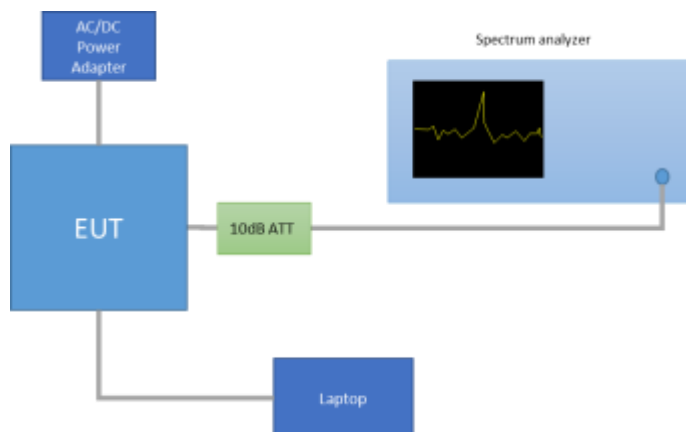 AC/DC
Power
Adapter
Spectrum analyzer
EUT
10dB ATT
Laptop